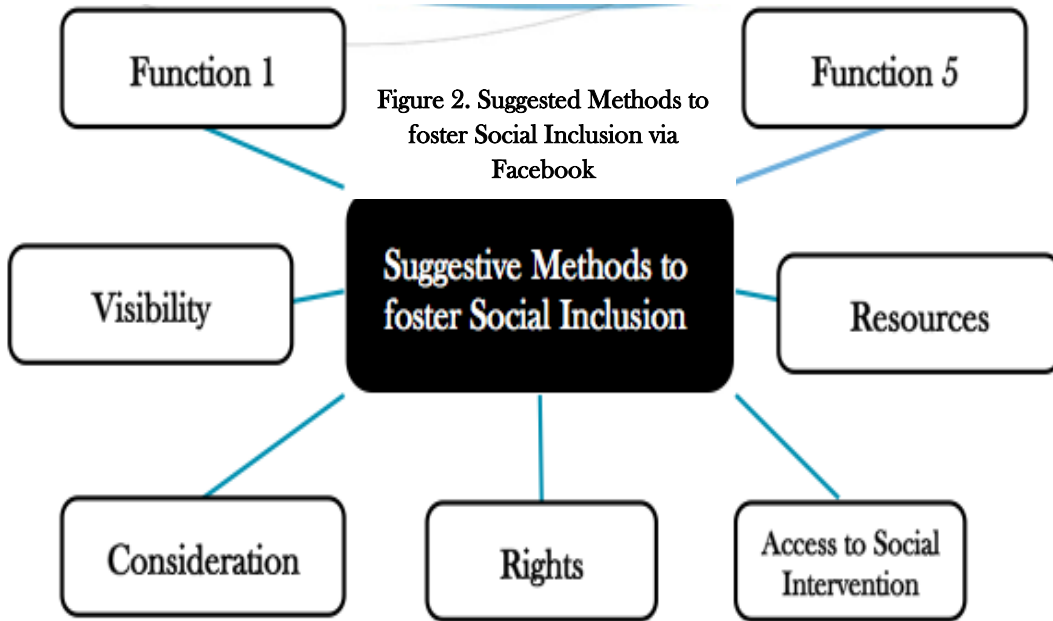 Function 1
Figure 2. Suggested Methods to
foster Social Inclusion via
Facebook
Function 5
Visibility
Suggestive Methods to
foster Social Inclusion
Resources
Consideration
Rights
Access to Social
Intervention